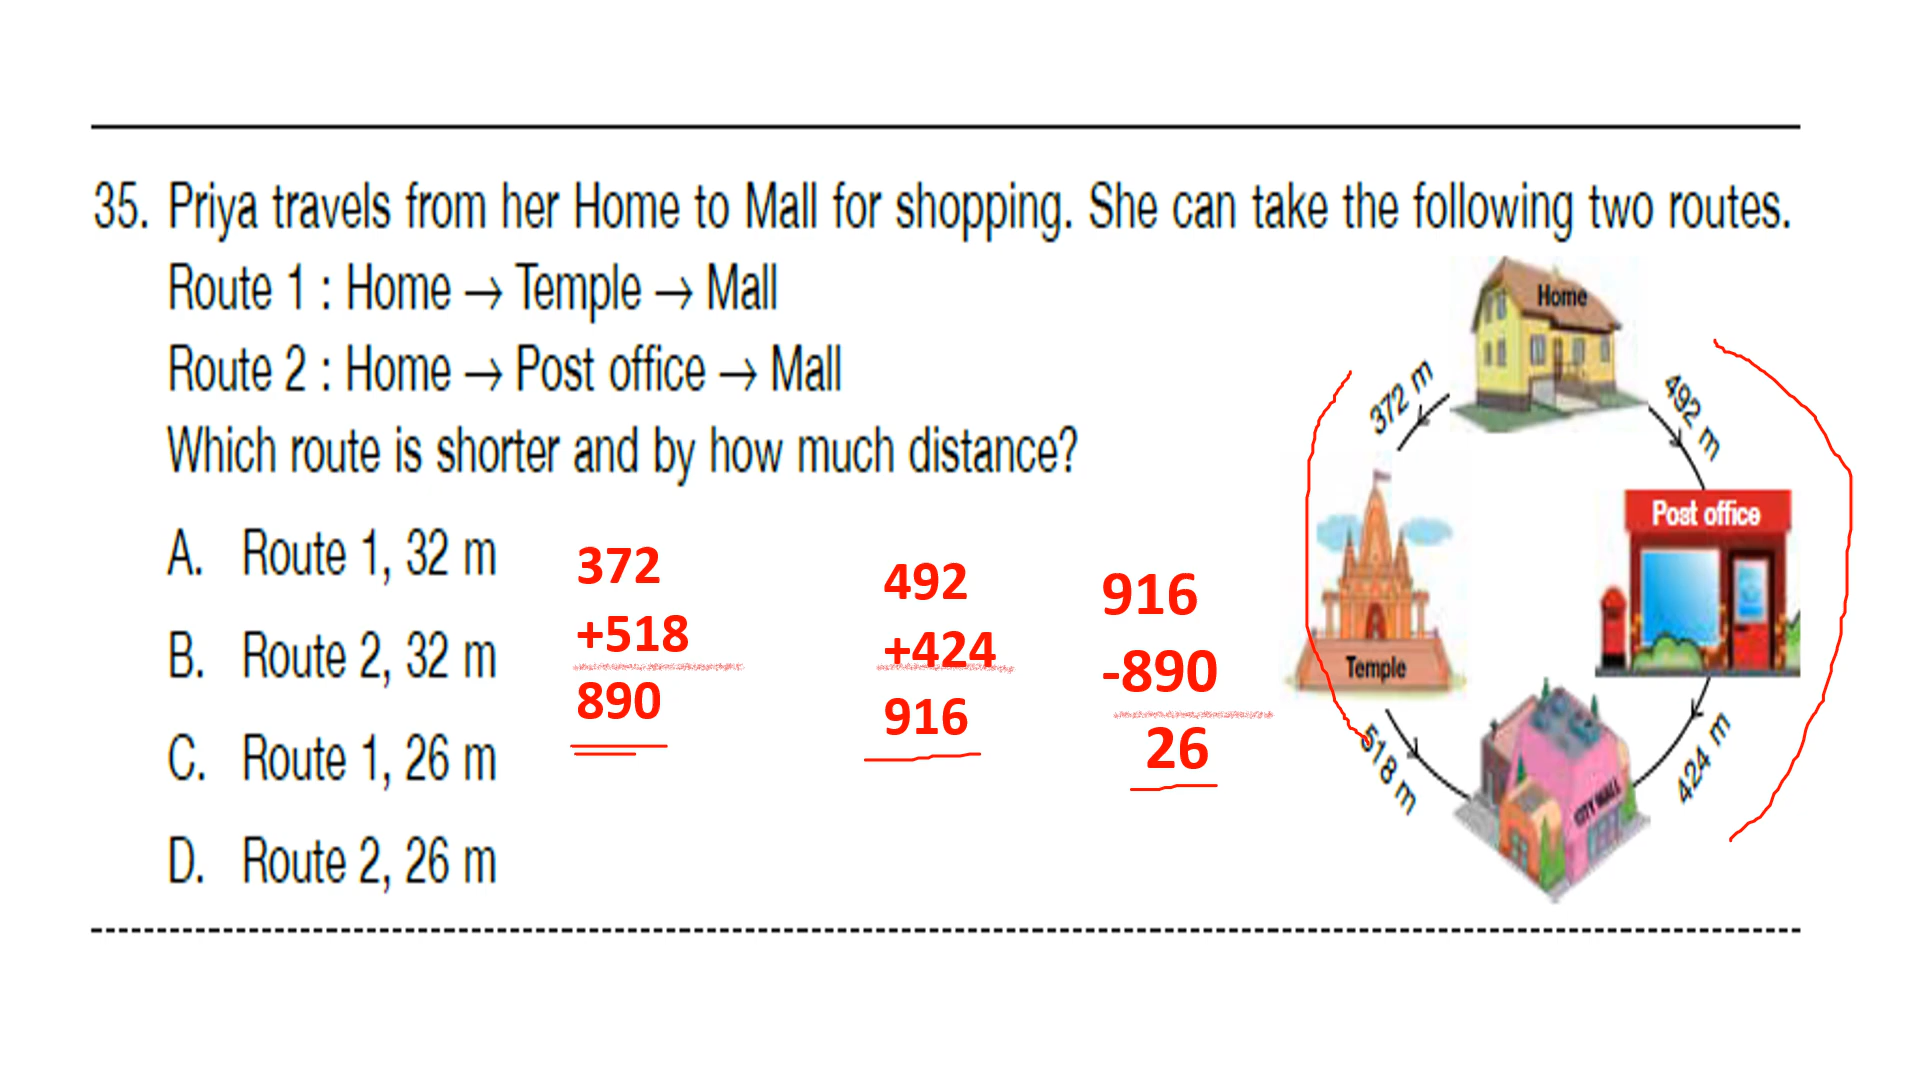 35. Priya travels from her Home to Mall for shopping. She can take the following two routes.
Route 1 : Home → Temple → Mall
Route 2 : Home → Post office → Mall
Which route is shorter and by how much distance?
A. Route 1, 32 m
B. Route 2, 32 m
C. Route 1, 26 m
D. Route 2, 26 m
372
+518
890
492
+424
916
916
-890
26
Home
372 m
492 m
Post office
Temple
518 m
424 m
CITY MALL